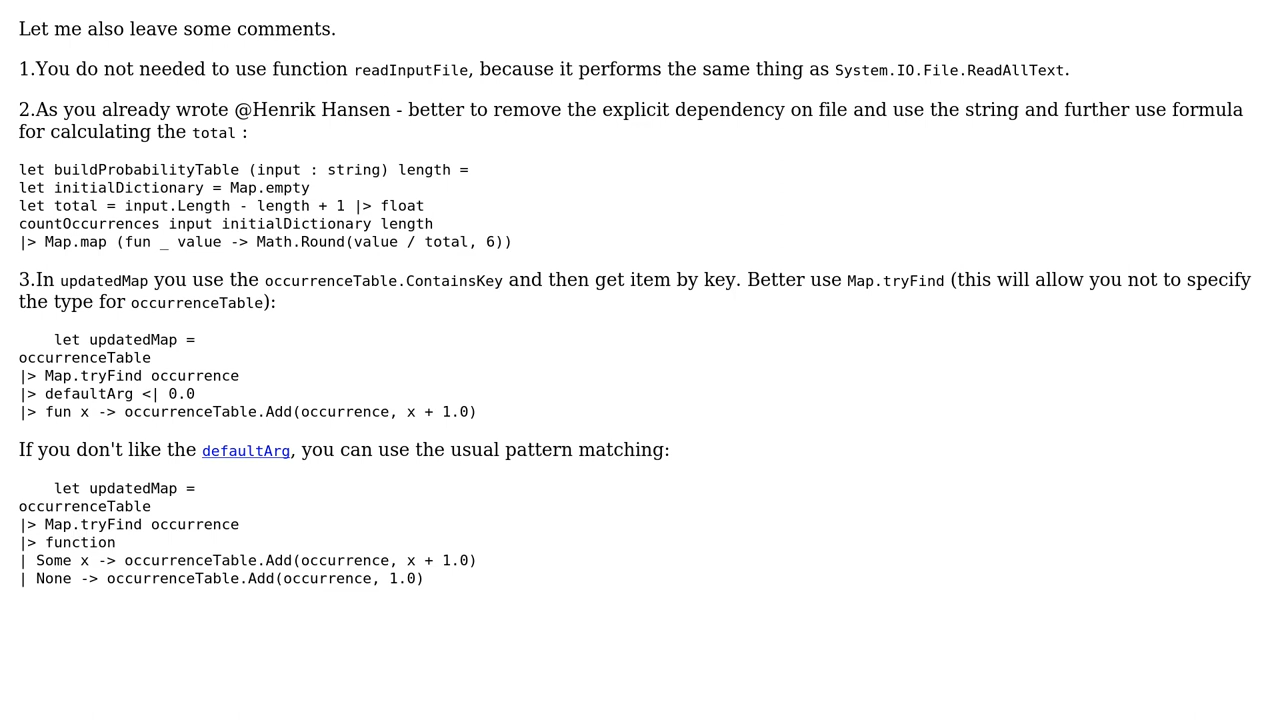 Let me also leave some comments.
1.You do not needed to use function readInputFile, because it performs the same thing as System.IO.File.ReadAllText.
2.As you already wrote @Henrik Hansen - better to remove the explicit dependency on file and use the string and further use formula
for calculating the total :
let buildProbabilityTable (input : string) length =
let initialDictionary = Map.empty
let total = input.Length - length + 1 |> float
countOccurrences input initialDictionary length
|> Map.map (fun _ value -> Math.Round(value / total, 6))
3.In updatedMap you use the occurrenceTable.ContainsKey and then get item by key. Better use Map.tryFind (this will allow you not to specify
the type for occurrenceTable):
let updatedMap =
occurrenceTable
|> Map.tryFind occurrence
|> defaultArg <| 0.0
|> fun x -> occurrenceTable.Add(occurrence, x + 1.0)
If you don't like the defaultArg, you can use the usual pattern matching:
let updatedMap =
occurrenceTable
|> Map.tryFind occurrence
|> function
| Some x -> occurrenceTable.Add(occurrence, x + 1.0)
| None -> occurrenceTable.Add(occurrence, 1.0)